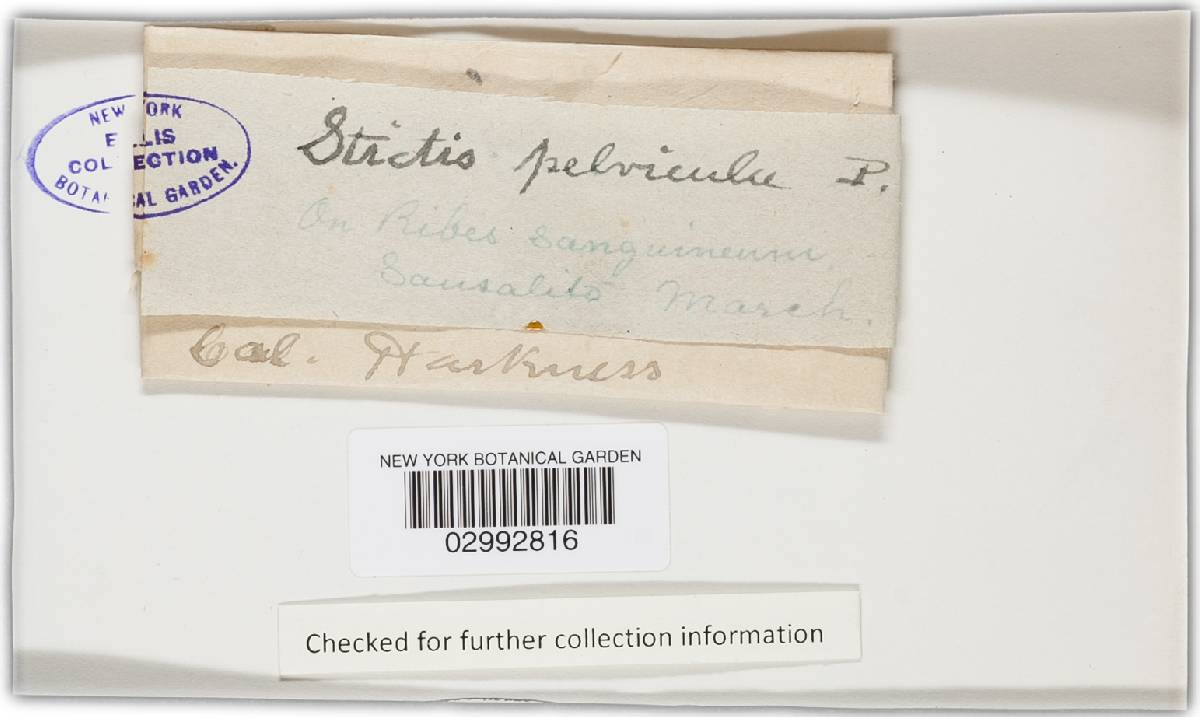 NEW YORK
ELLIS
COLLECTION
BOTANICAL GARDEN.
Stictis pelvicula P.
On Ribes sanguineum
Sausalito March.
Cal. Harkness
NEW YORK BOTANICAL GARDEN
02992816
Checked for further collection information